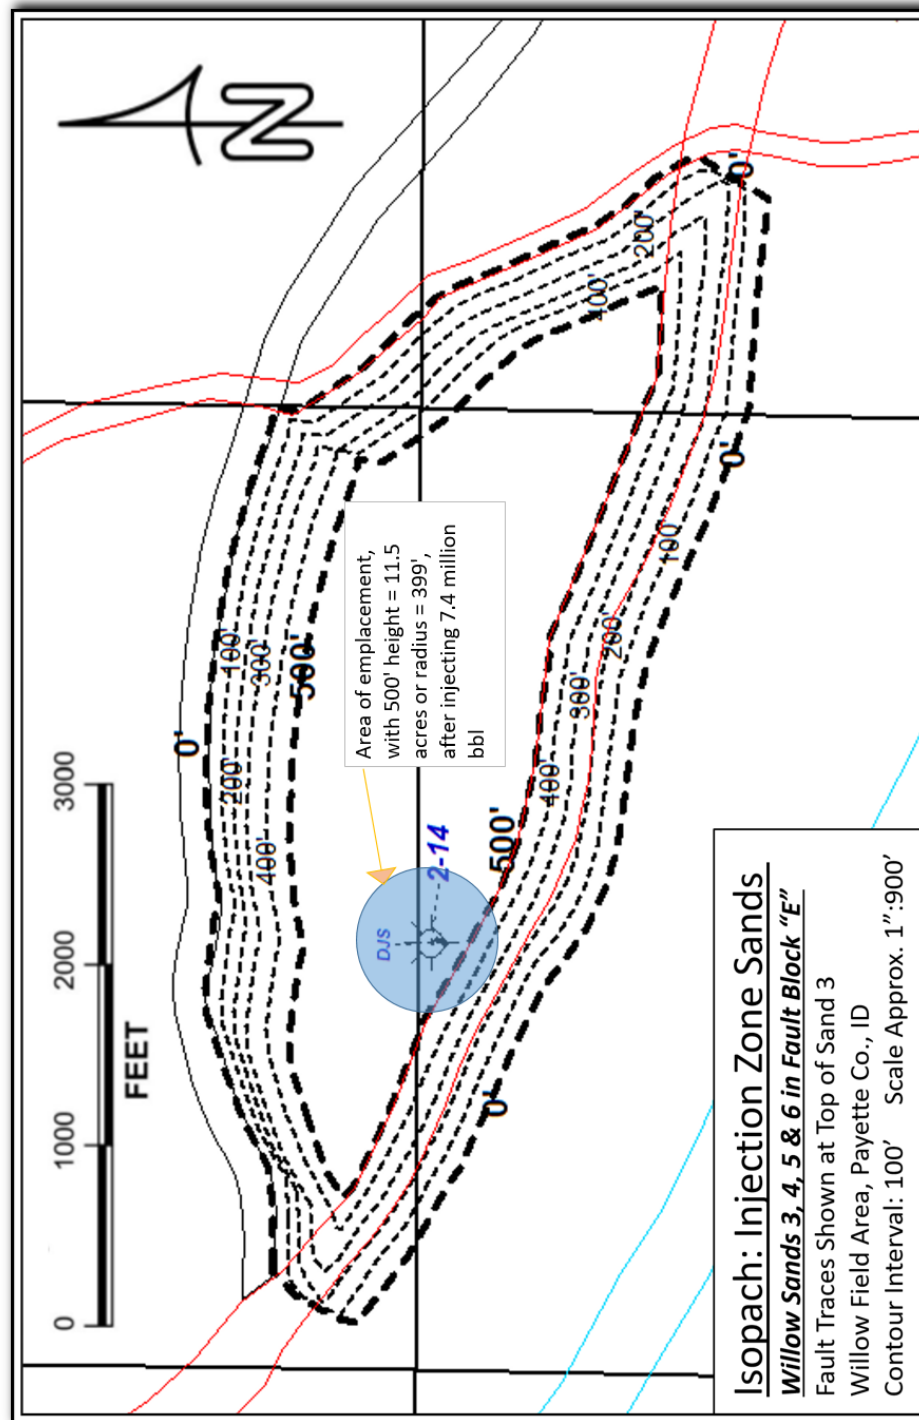 N
0 1000 2000 3000
FEET
0'
100'
200'
300'
400'
500'
Area of emplacement,
with 500' height = 11.5
acres or radius = 399',
after injecting 7.4 million
bbl
DJS
2-14
500'
400'
300'
200'
100'
0'
0'
400'
200'
0'
Isopach: Injection Zone Sands
Willow Sands 3, 4, 5 & 6 in Fault Block “E”
Fault Traces Shown at Top of Sand 3
Willow Field Area, Payette Co., ID
Contour Interval: 100’ Scale Approx. 1”:900’